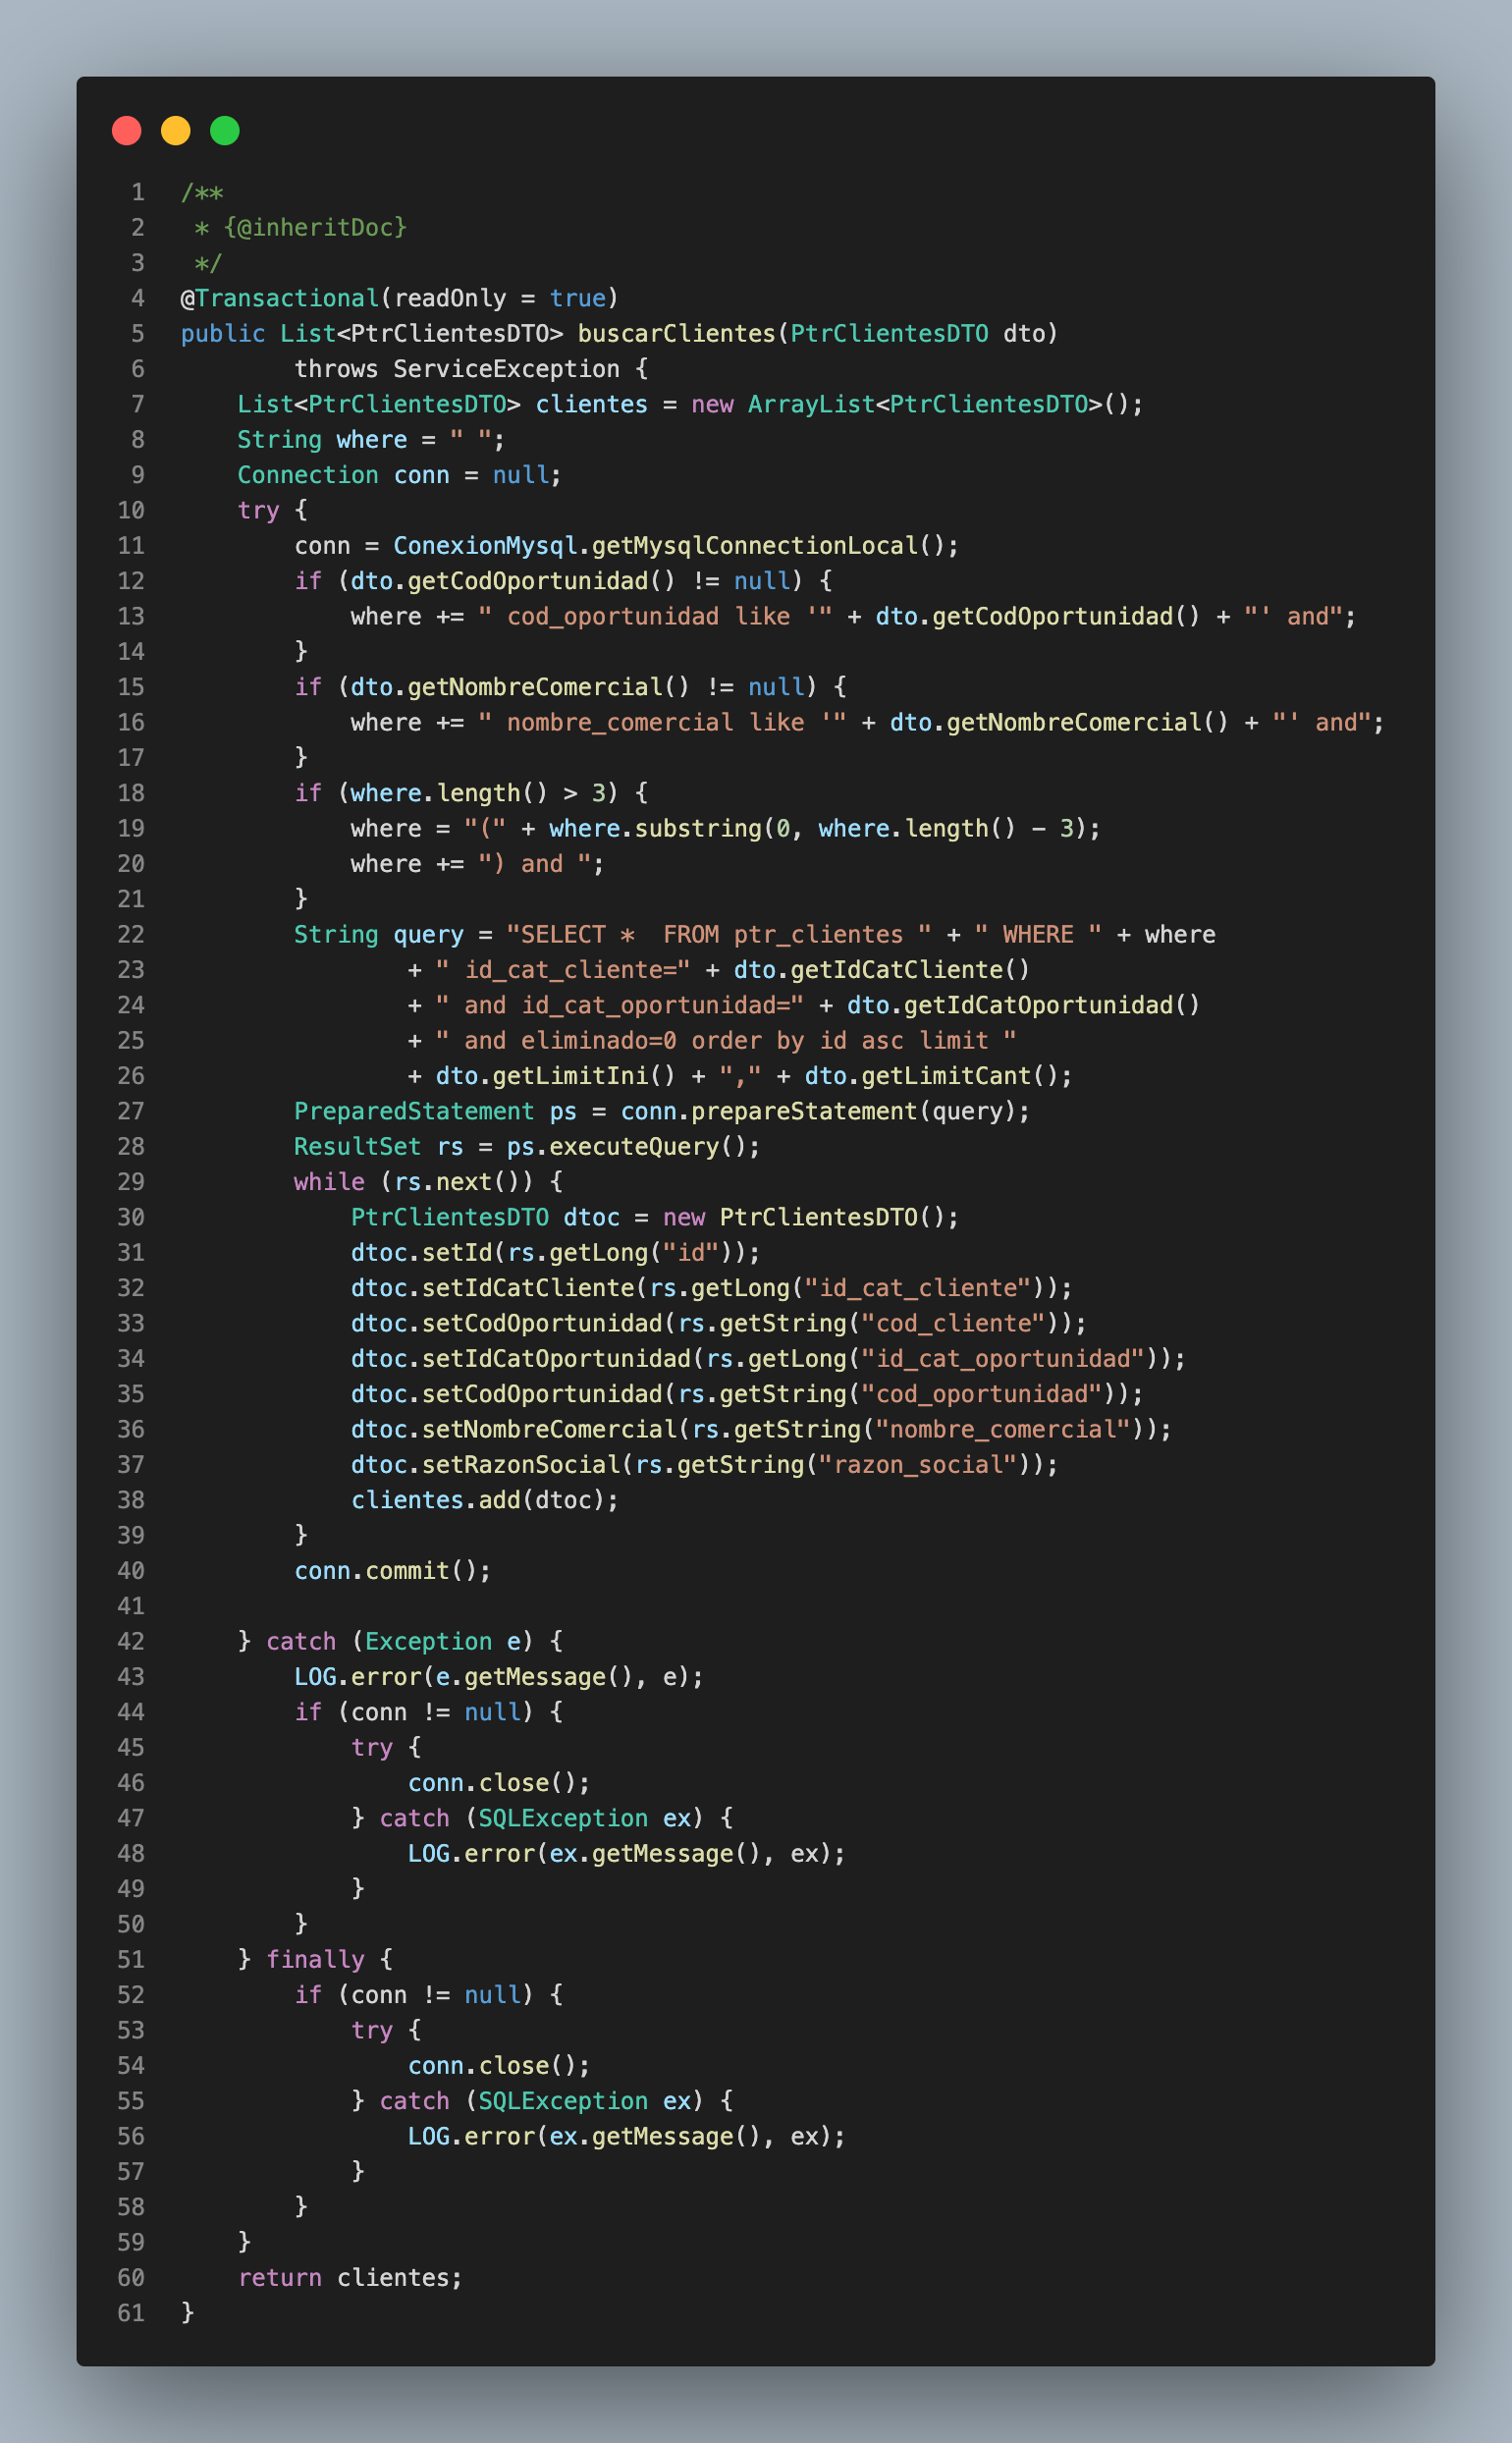 1 /**
2  * {@inheritDoc}
3  */
4 @Transactional(readOnly = true)
5 public List<PtrClientesDTO> buscarClientes(PtrClientesDTO dto)
6         throws ServiceException {
7     List<PtrClientesDTO> clientes = new ArrayList<PtrClientesDTO>();
8     String where = " ";
9     Connection conn = null;
10     try {
11         conn = ConexionMysql.getMysqlConnectionLocal();
12         if (dto.getCodOportunidad() != null) {
13             where += " cod_oportunidad like '" + dto.getCodOportunidad() + "' and";
14         }
15         if (dto.getNombreComercial() != null) {
16             where += " nombre_comercial like '" + dto.getNombreComercial() + "' and";
17         }
18         if (where.length() > 3) {
19             where = "(" + where.substring(0, where.length() - 3);
20             where += ") and ";
21         }
22         String query = "SELECT *  FROM ptr_clientes " + " WHERE " + where
23                 + " id_cat_cliente=" + dto.getIdCatCliente()
24                 + " and id_cat_oportunidad=" + dto.getIdCatOportunidad()
25                 + " and eliminado=0 order by id asc limit "
26                 + dto.getLimitIni() + "," + dto.getLimitCant();
27         PreparedStatement ps = conn.prepareStatement(query);
28         ResultSet rs = ps.executeQuery();
29         while (rs.next()) {
30             PtrClientesDTO dtoc = new PtrClientesDTO();
31             dtoc.setId(rs.getLong("id"));
32             dtoc.setIdCatCliente(rs.getLong("id_cat_cliente"));
33             dtoc.setCodOportunidad(rs.getString("cod_cliente"));
34             dtoc.setIdCatOportunidad(rs.getLong("id_cat_oportunidad"));
35             dtoc.setCodOportunidad(rs.getString("cod_oportunidad"));
36             dtoc.setNombreComercial(rs.getString("nombre_comercial"));
37             dtoc.setRazonSocial(rs.getString("razon_social"));
38             clientes.add(dtoc);
39         }
40         conn.commit();
41
42     } catch (Exception e) {
43         LOG.error(e.getMessage(), e);
44         if (conn != null) {
45             try {
46                 conn.close();
47             } catch (SQLException ex) {
48                 LOG.error(ex.getMessage(), ex);
49             }
50         }
51     } finally {
52         if (conn != null) {
53             try {
54                 conn.close();
55             } catch (SQLException ex) {
56                 LOG.error(ex.getMessage(), ex);
57             }
58         }
59     }
60     return clientes;
61 }